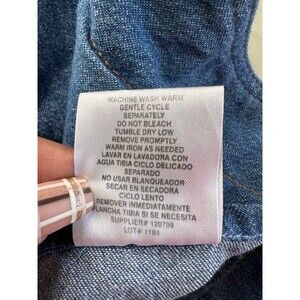 MACHINE WASH WARM
GENTLE CYCLE
SEPARATELY
DO NOT BLEACH
TUMBLE DRY LOW
REMOVE PROMPTLY
WARM IRON AS NEEDED
LAVAR EN LAVADORA CON
AGUA TIBIA CICLO DELICADO
SEPARADO
NO USAR BLANQUEADOR
SECAR EN SECADORA
CICLO LENTO
REMOVER INMEDIATAMENTE
PLANCHA TIBIA SI SE NECESITA
SUPPLIER# 120709
LOT# 1184